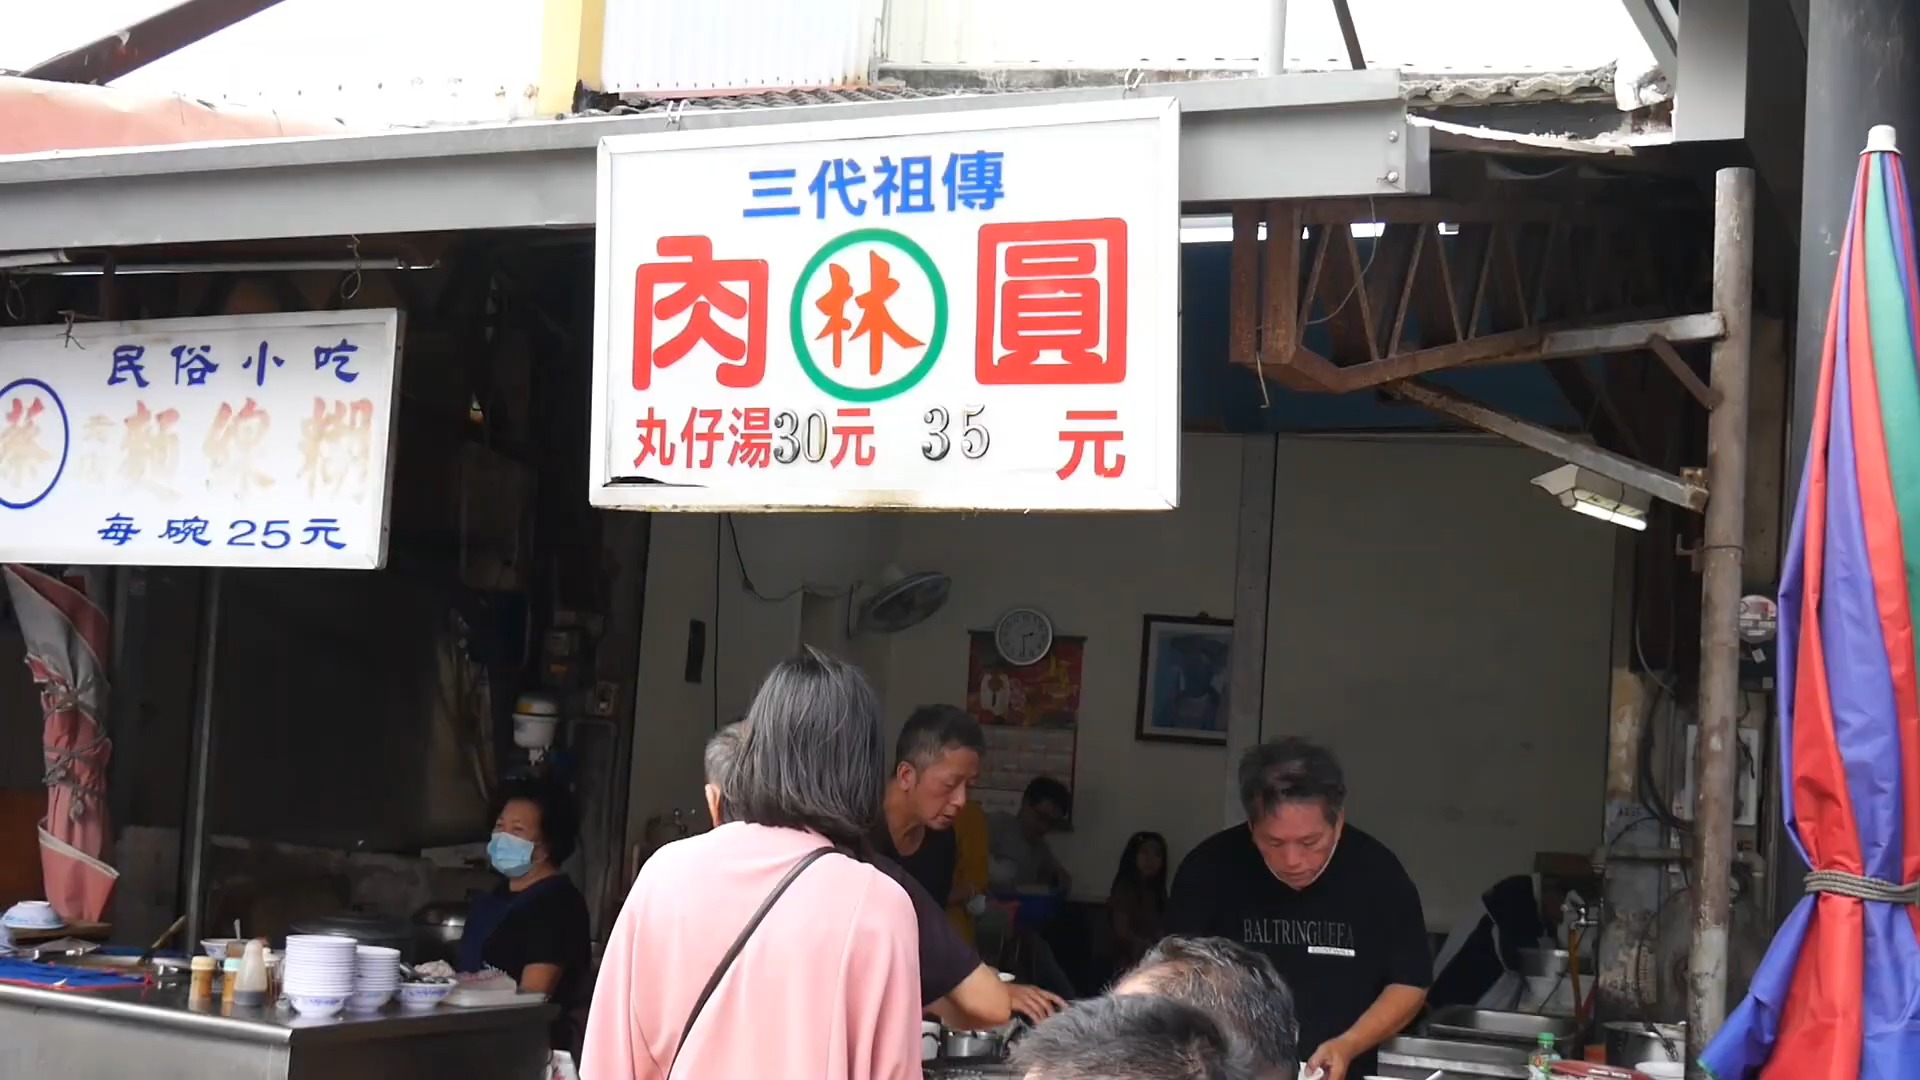 三代祖傳
肉 林 圓
丸仔湯30元 35 元
民俗小吃
蔡 麵線糊
每碗25元
BALTRINGUEFA